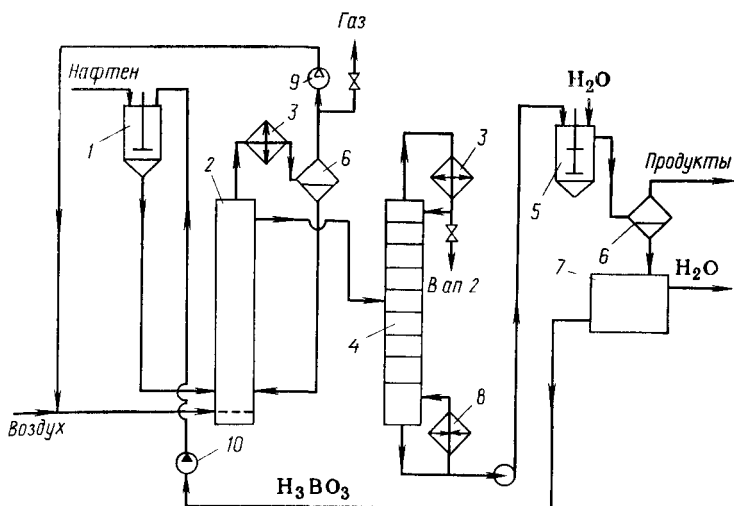 Газ
Нафтен
9
H₂O
3
1
3
6
2
5
Продукты
6
В ап 2
7
H₂O
4
8
Воздух
10
H₃BO₃